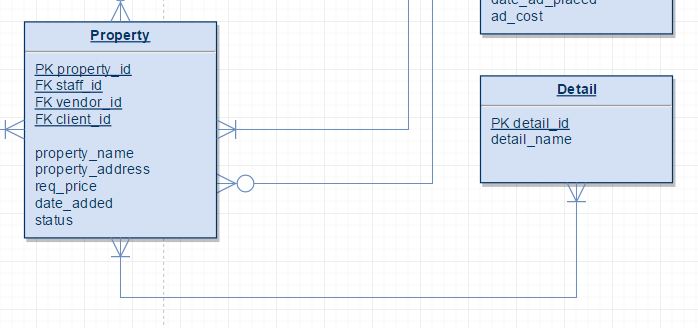 date_ad_placed
ad_cost
Property
PK property_id
FK staff_id
FK vendor_id
FK client_id
property_name
property_address
req_price
date_added
status
Detail
PK detail_id
detail_name